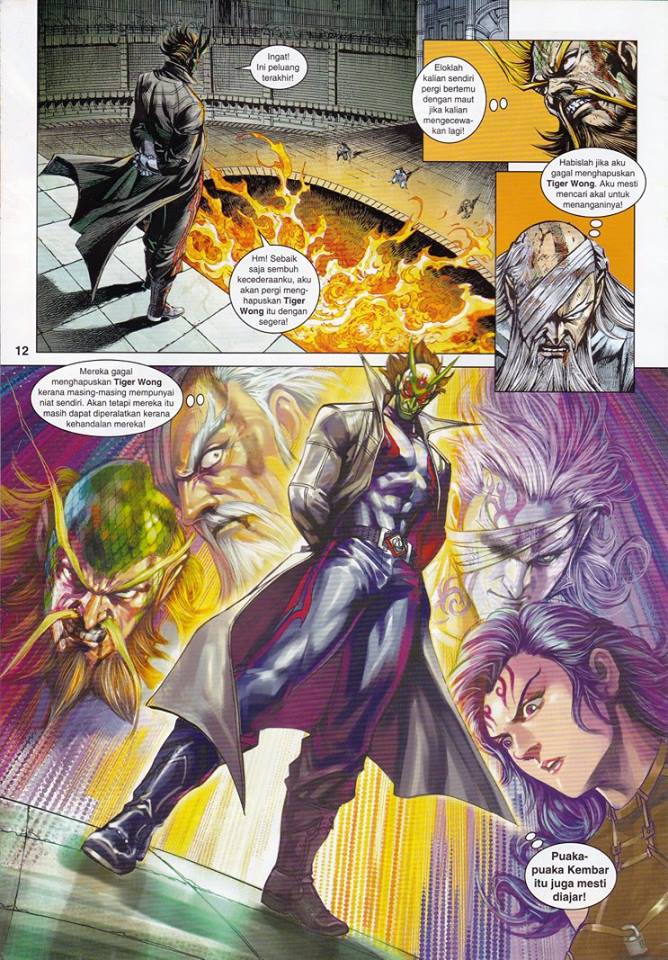 Ingat!
Ini peluang
terakhir!
Eloklah
kalian sendiri
pergi bertemu
dengan maut
jika kalian
mengecewa-
kan lagi!
Habislah jika aku
gagal menghapuskan
Tiger Wong. Aku mesti
mencari akal untuk
menanganinya!
Hm! Sebaik
saja sembuh
kecederaanku, aku
akan pergi meng-
hapuskan Tiger
Wong itu dengan
segera!
12
Mereka gagal
menghapuskan Tiger Wong
kerana masing-masing mempunyai
niat sendiri. Akan tetapi mereka itu
masih dapat diperalatkan kerana
kehandalan mereka!
Puaka-
puaka Kembar
itu juga mesti
diajar!